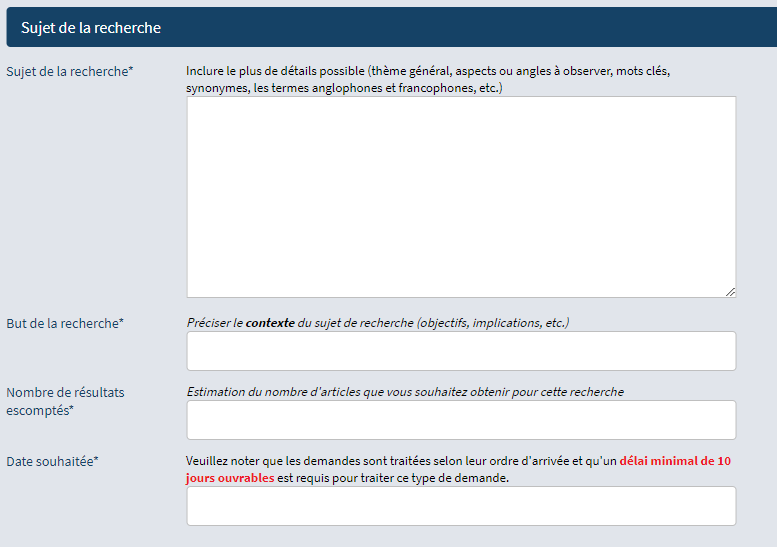 Sujet de la recherche
Sujet de la recherche*
Inclure le plus de détails possible (thème général, aspects ou angles à observer, mots clés,
synonymes, les termes anglophones et francophones, etc.)
But de la recherche*
Préciser le contexte du sujet de recherche (objectifs, implications, etc.)
Nombre de résultats
escomptés*
Estimation du nombre d'articles que vous souhaitez obtenir pour cette recherche
Date souhaitée*
Veuillez noter que les demandes sont traitées selon leur ordre d'arrivée et qu'un délai minimal de 10
jours ouvrables est requis pour traiter ce type de demande.